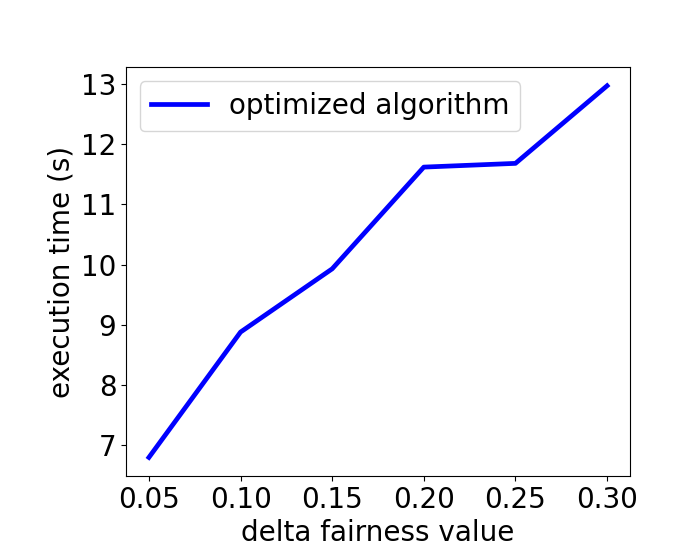 optimized algorithm
execution time (s)
13
12
11
10
9
8
7
0.05 0.10 0.15 0.20 0.25 0.30
delta fairness value